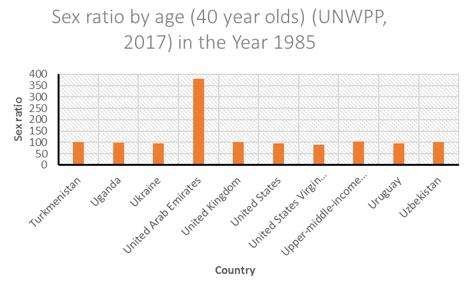 Sex ratio by age (40 year olds) (UNWPP,
2017) in the Year 1985
400
350
300
250
200
150
100
50
0
Sex ratio
Turkmenistan
Uganda
Ukraine
United Arab Emirates
United Kingdom
United States
United States Virgin...
Upper-middle-income...
Uruguay
Uzbekistan
Country